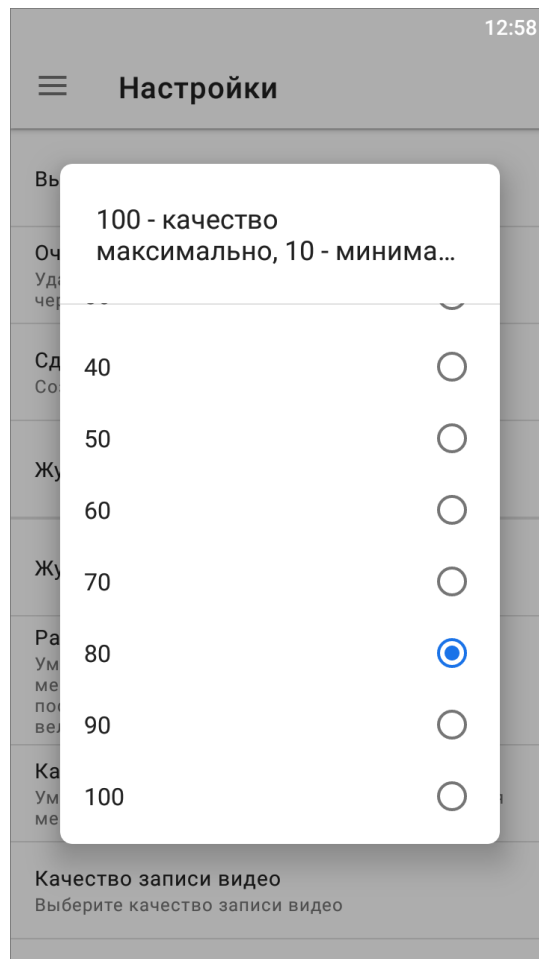 12:58
Настройки
100 - качество
максимально, 10 - минима...
40
50
60
70
80
90
100
Качество записи видео
Выберите качество записи видео